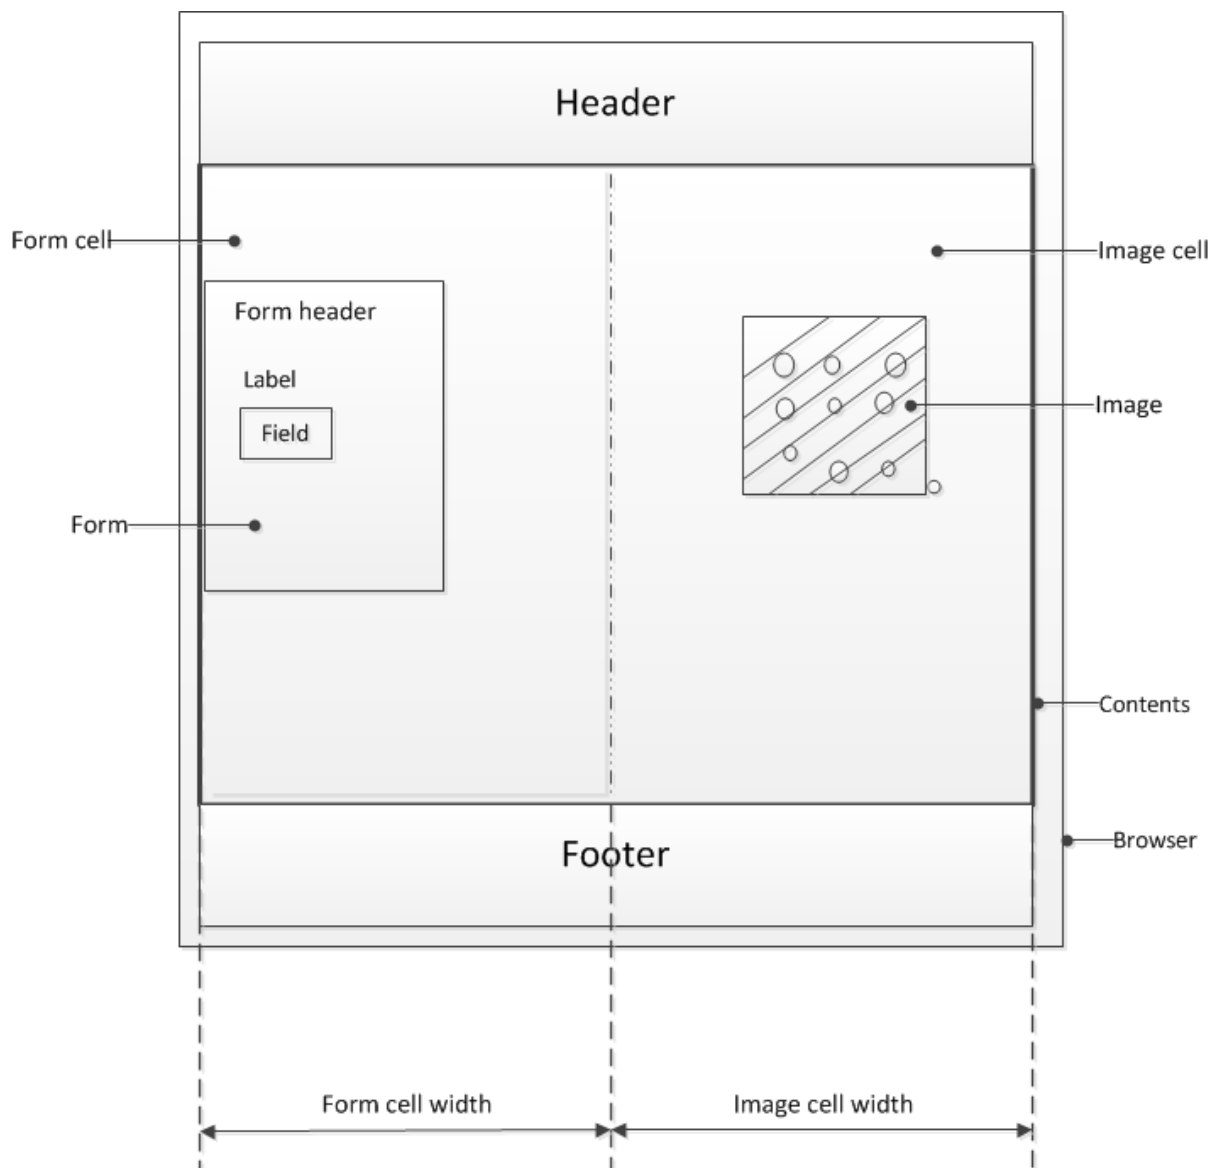 Header
Form cell
Image cell
Form header
Label
Field
Image
Form
Contents
Footer
Browser
Form cell width
Image cell width